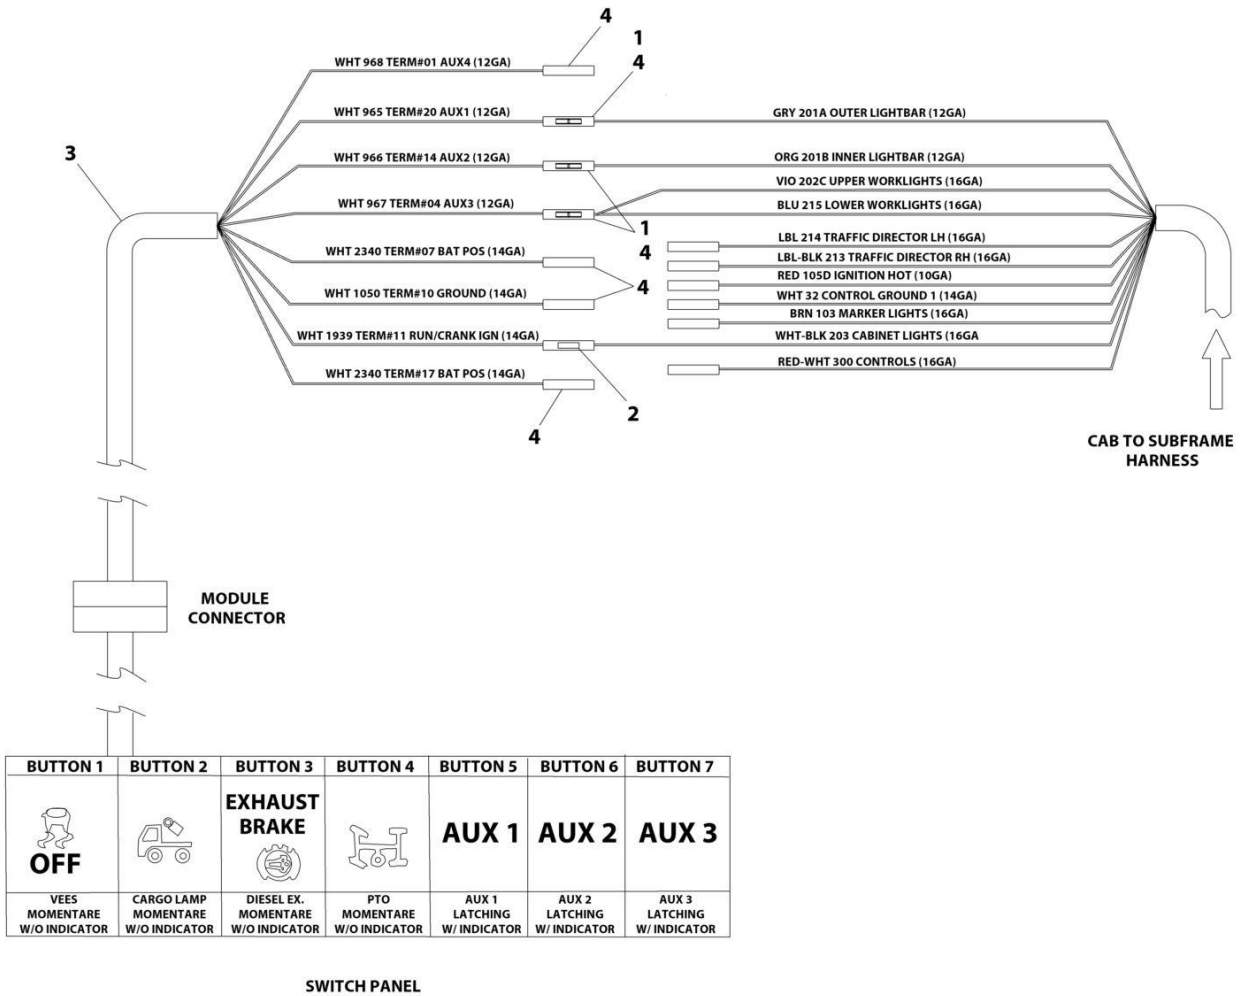 4
1
4
WHT 968 TERM#01 AUX4 (12GA)
WHT 965 TERM#20 AUX1 (12GA)
GRY 201A OUTER LIGHTBAR (12GA)
3
WHT 966 TERM#14 AUX2 (12GA)
ORG 201B INNER LIGHTBAR (12GA)
VIO 202C UPPER WORKLIGHTS (16GA)
WHT 967 TERM#04 AUX3 (12GA)
BLU 215 LOWER WORKLIGHTS (16GA)
1
4
LBL 214 TRAFFIC DIRECTOR LH (16GA)
WHT 2340 TERM#07 BAT POS (14GA)
LBL-BLK 213 TRAFFIC DIRECTOR RH (16GA)
RED 105D IGNITION HOT (10GA)
4
WHT 1050 TERM#10 GROUND (14GA)
WHT 32 CONTROL GROUND 1 (14GA)
BRN 103 MARKER LIGHTS (16GA)
WHT 1939 TERM#11 RUN/CRANK IGN (14GA)
WHT-BLK 203 CABINET LIGHTS (16GA
RED-WHT 300 CONTROLS (16GA)
WHT 2340 TERM#17 BAT POS (14GA)
2
4
CAB TO SUBFRAME
HARNESS
MODULE
CONNECTOR
BUTTON 1 BUTTON 2 BUTTON 3 BUTTON 4 BUTTON 5 BUTTON 6 BUTTON 7
OFF
EXHAUST
BRAKE
AUX 1
AUX 2
AUX 3
VEES
MOMENTARE
W/O INDICATOR
CARGO LAMP
MOMENTARE
W/O INDICATOR
DIESEL EX.
MOMENTARE
W/O INDICATOR
PTO
MOMENTARE
W/O INDICATOR
AUX 1
LATCHING
W/ INDICATOR
AUX 2
LATCHING
W/ INDICATOR
AUX 3
LATCHING
W/ INDICATOR
SWITCH PANEL